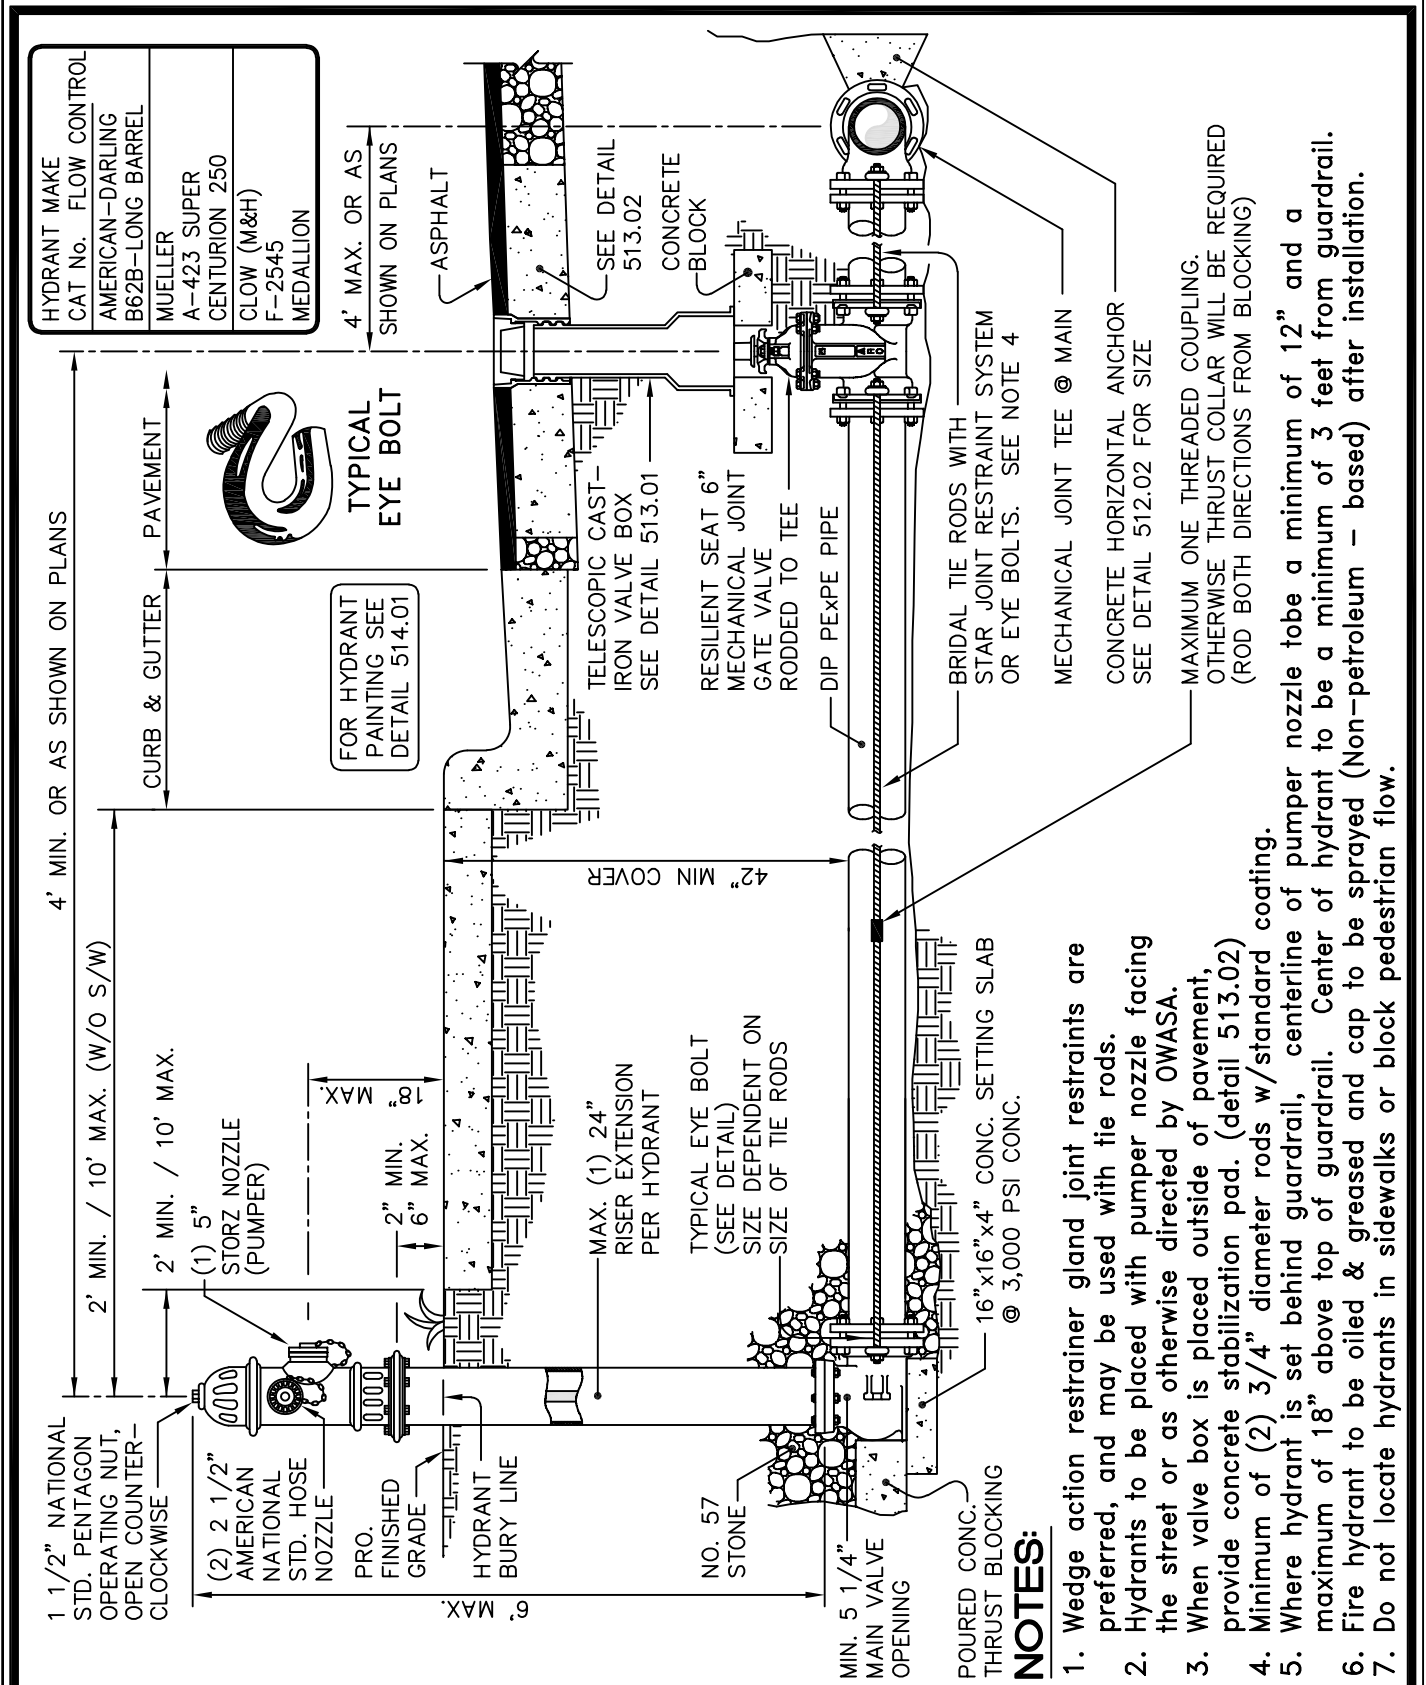 HYDRANT MAKE
CAT No. FLOW CONTROL
AMERICAN-DARLING
B62B-LONG BARREL
MUELLER
A-423 SUPER
CENTURION 250
CLOW (M&H)
F-2545
MEDALLION
4' MIN. OR AS SHOWN ON PLANS
4' MAX. OR AS
SHOWN ON PLANS
2' MIN. / 10' MAX. (W/O S/W)
CURB & GUTTER
PAVEMENT
2' MIN. / 10' MAX.
TYPICAL
EYE BOLT
FOR HYDRANT
PAINTING SEE
DETAIL 514.01
1 1/2" NATIONAL
STD. PENTAGON
OPERATING NUT,
OPEN COUNTER-
CLOCKWISE
(1) 5"
STORZ NOZZLE
(PUMPER)
(2) 2 1/2"
AMERICAN
NATIONAL
STD. HOSE
NOZZLE
18" MAX.
2" MIN.
6" MAX.
PRO.
FINISHED
GRADE
HYDRANT
BURY LINE
6' MAX.
ASPHALT
SEE DETAIL
513.02
CONCRETE
BLOCK
TELESCOPIC CAST-
IRON VALVE BOX
SEE DETAIL 513.01
42" MIN COVER
MAX. (1) 24"
RISER EXTENSION
PER HYDRANT
TYPICAL EYE BOLT
(SEE DETAIL)
SIZE DEPENDENT ON
SIZE OF TIE RODS
RESILIENT SEAT 6"
MECHANICAL JOINT
GATE VALVE
RODDED TO TEE
DIP PExPE PIPE
NO. 57
STONE
MIN. 5 1/4"
MAIN VALVE
OPENING
POURED CONC.
THRUST BLOCKING
16"x16"x4" CONC. SETTING SLAB
@ 3,000 PSI CONC.
BRIDAL TIE RODS WITH
STAR JOINT RESTRAINT SYSTEM
OR EYE BOLTS. SEE NOTE 4
MECHANICAL JOINT TEE @ MAIN
CONCRETE HORIZONTAL ANCHOR
SEE DETAIL 512.02 FOR SIZE
MAXIMUM ONE THREADED COUPLING.
OTHERWISE THRUST COLLAR WILL BE REQUIRED
(ROD BOTH DIRECTIONS FROM BLOCKING)
NOTES:
1. Wedge action restrainer gland joint restraints are
preferred, and may be used with tie rods.
2. Hydrants to be placed with pumper nozzle facing
the street or as otherwise directed by OWASA.
3. When valve box is placed outside of pavement,
provide concrete stabilization pad. (detail 513.02)
4. Minimum of (2) 3/4" diameter rods w/standard coating.
5. Where hydrant is set behind guardrail, centerline of pumper nozzle tobe a minimum of 12" and a
maximum of 18" above top of guardrail. Center of hydrant to be a minimum of 3 feet from guardrail.
6. Fire hydrant to be oiled & greased and cap to be sprayed (Non-petroleum - based) after installation.
7. Do not locate hydrants in sidewalks or block pedestrian flow.